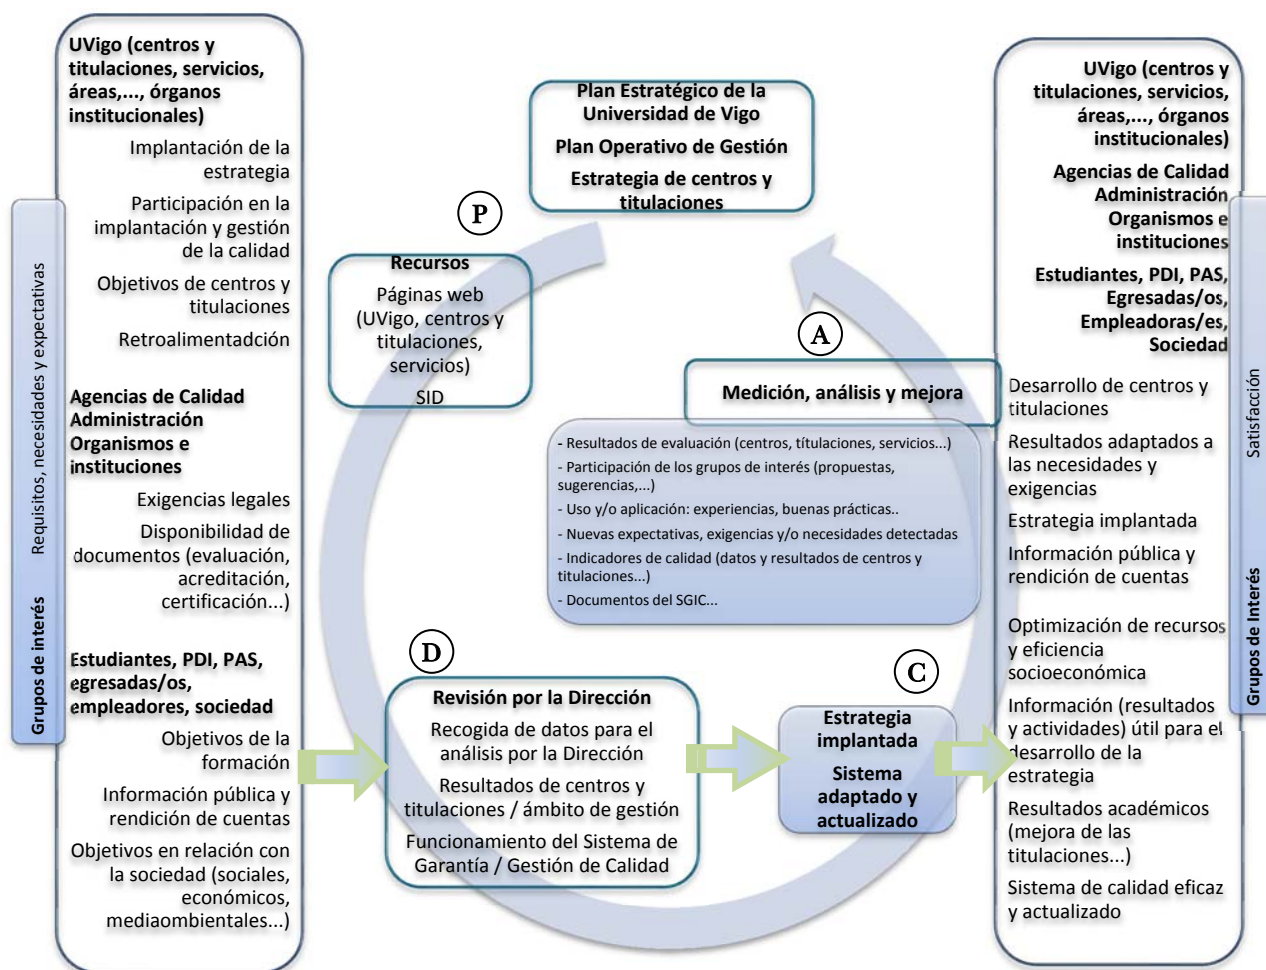 Grupos de interés Requisitos, necesidades y expectativas
UVigo (centros y
titulaciones, servicios,
áreas,..., órganos
institucionales)
Implantación de la
estrategia
Participación en la
implantación y gestión
de la calidad
Objetivos de centros y
titulaciones
Retroalimentadción
Agencias de Calidad
Administración
Organismos e
instituciones
Exigencias legales
Disponibilidad de
documentos (evaluación,
acreditación,
certificación...)
Estudiantes, PDI, PAS,
egresadas/os,
empleadores, sociedad
Objetivos de la
formación
Información pública y
rendición de cuentas
Objetivos en relación con
la sociedad (sociales,
económicos,
mediaombientales...)
Plan Estratégico de la
Universidad de Vigo
Plan Operativo de Gestión
Estrategia de centros y
titulaciones
P
Recursos
Páginas web
(UVigo, centros y
titulaciones,
servicios)
SID
A
Medición, análisis y mejora
- Resultados de evaluación (centros, títulaciones, servicios...)
- Participación de los grupos de interés (propuestas,
sugerencias,...)
- Uso y/o aplicación: experiencias, buenas prácticas..
- Nuevas expectativas, exigencias y/o necesidades detectadas
- Indicadores de calidad (datos y resultados de centros y
titulaciones...)
- Documentos del SGIC...
D
Revisión por la Dirección
Recogida de datos para el
análisis por la Dirección
Resultados de centros y
titulaciones / ámbito de gestión
Funcionamiento del Sistema de
Garantía / Gestión de Calidad
C
Estrategia
implantada
Sistema
adaptado y
actualizado
UVigo (centros y
titulaciones, servicios,
áreas,..., órganos
institucionales)
Agencias de Calidad
Administración
Organismos e
instituciones
Estudiantes, PDI, PAS,
Egresadas/os,
Empleadoras/es,
Sociedad
Desarrollo de centros y
titulaciones
Resultados adaptados a
las necesidades y
exigencias
Estrategia implantada
Información pública y
rendición de cuentas
Optimización de recursos
y eficiencia
socioeconómica
Información (resultados
y actividades) útil para el
desarrollo de la
estrategia
Resultados académicos
(mejora de las
titulaciones...)
Sistema de calidad eficaz
y actualizado
Grupos de Interés Satisfacción